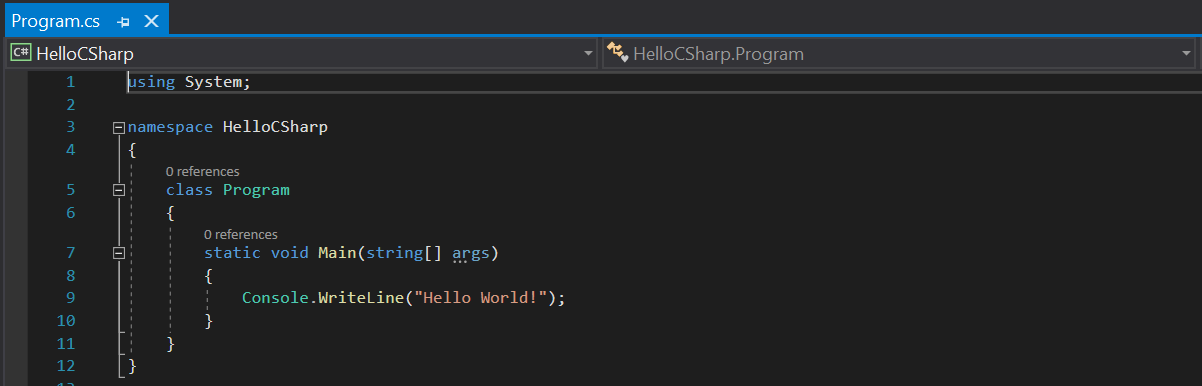 Program.cs
C# HelloCSharp HelloCSharp.Program
1 using System;
2
3 namespace HelloCSharp
4 {
0 references
5 class Program
6 {
0 references
7 static void Main(string[] args)
8 {
9 Console.WriteLine("Hello World!");
10 }
11 }
12 }
13